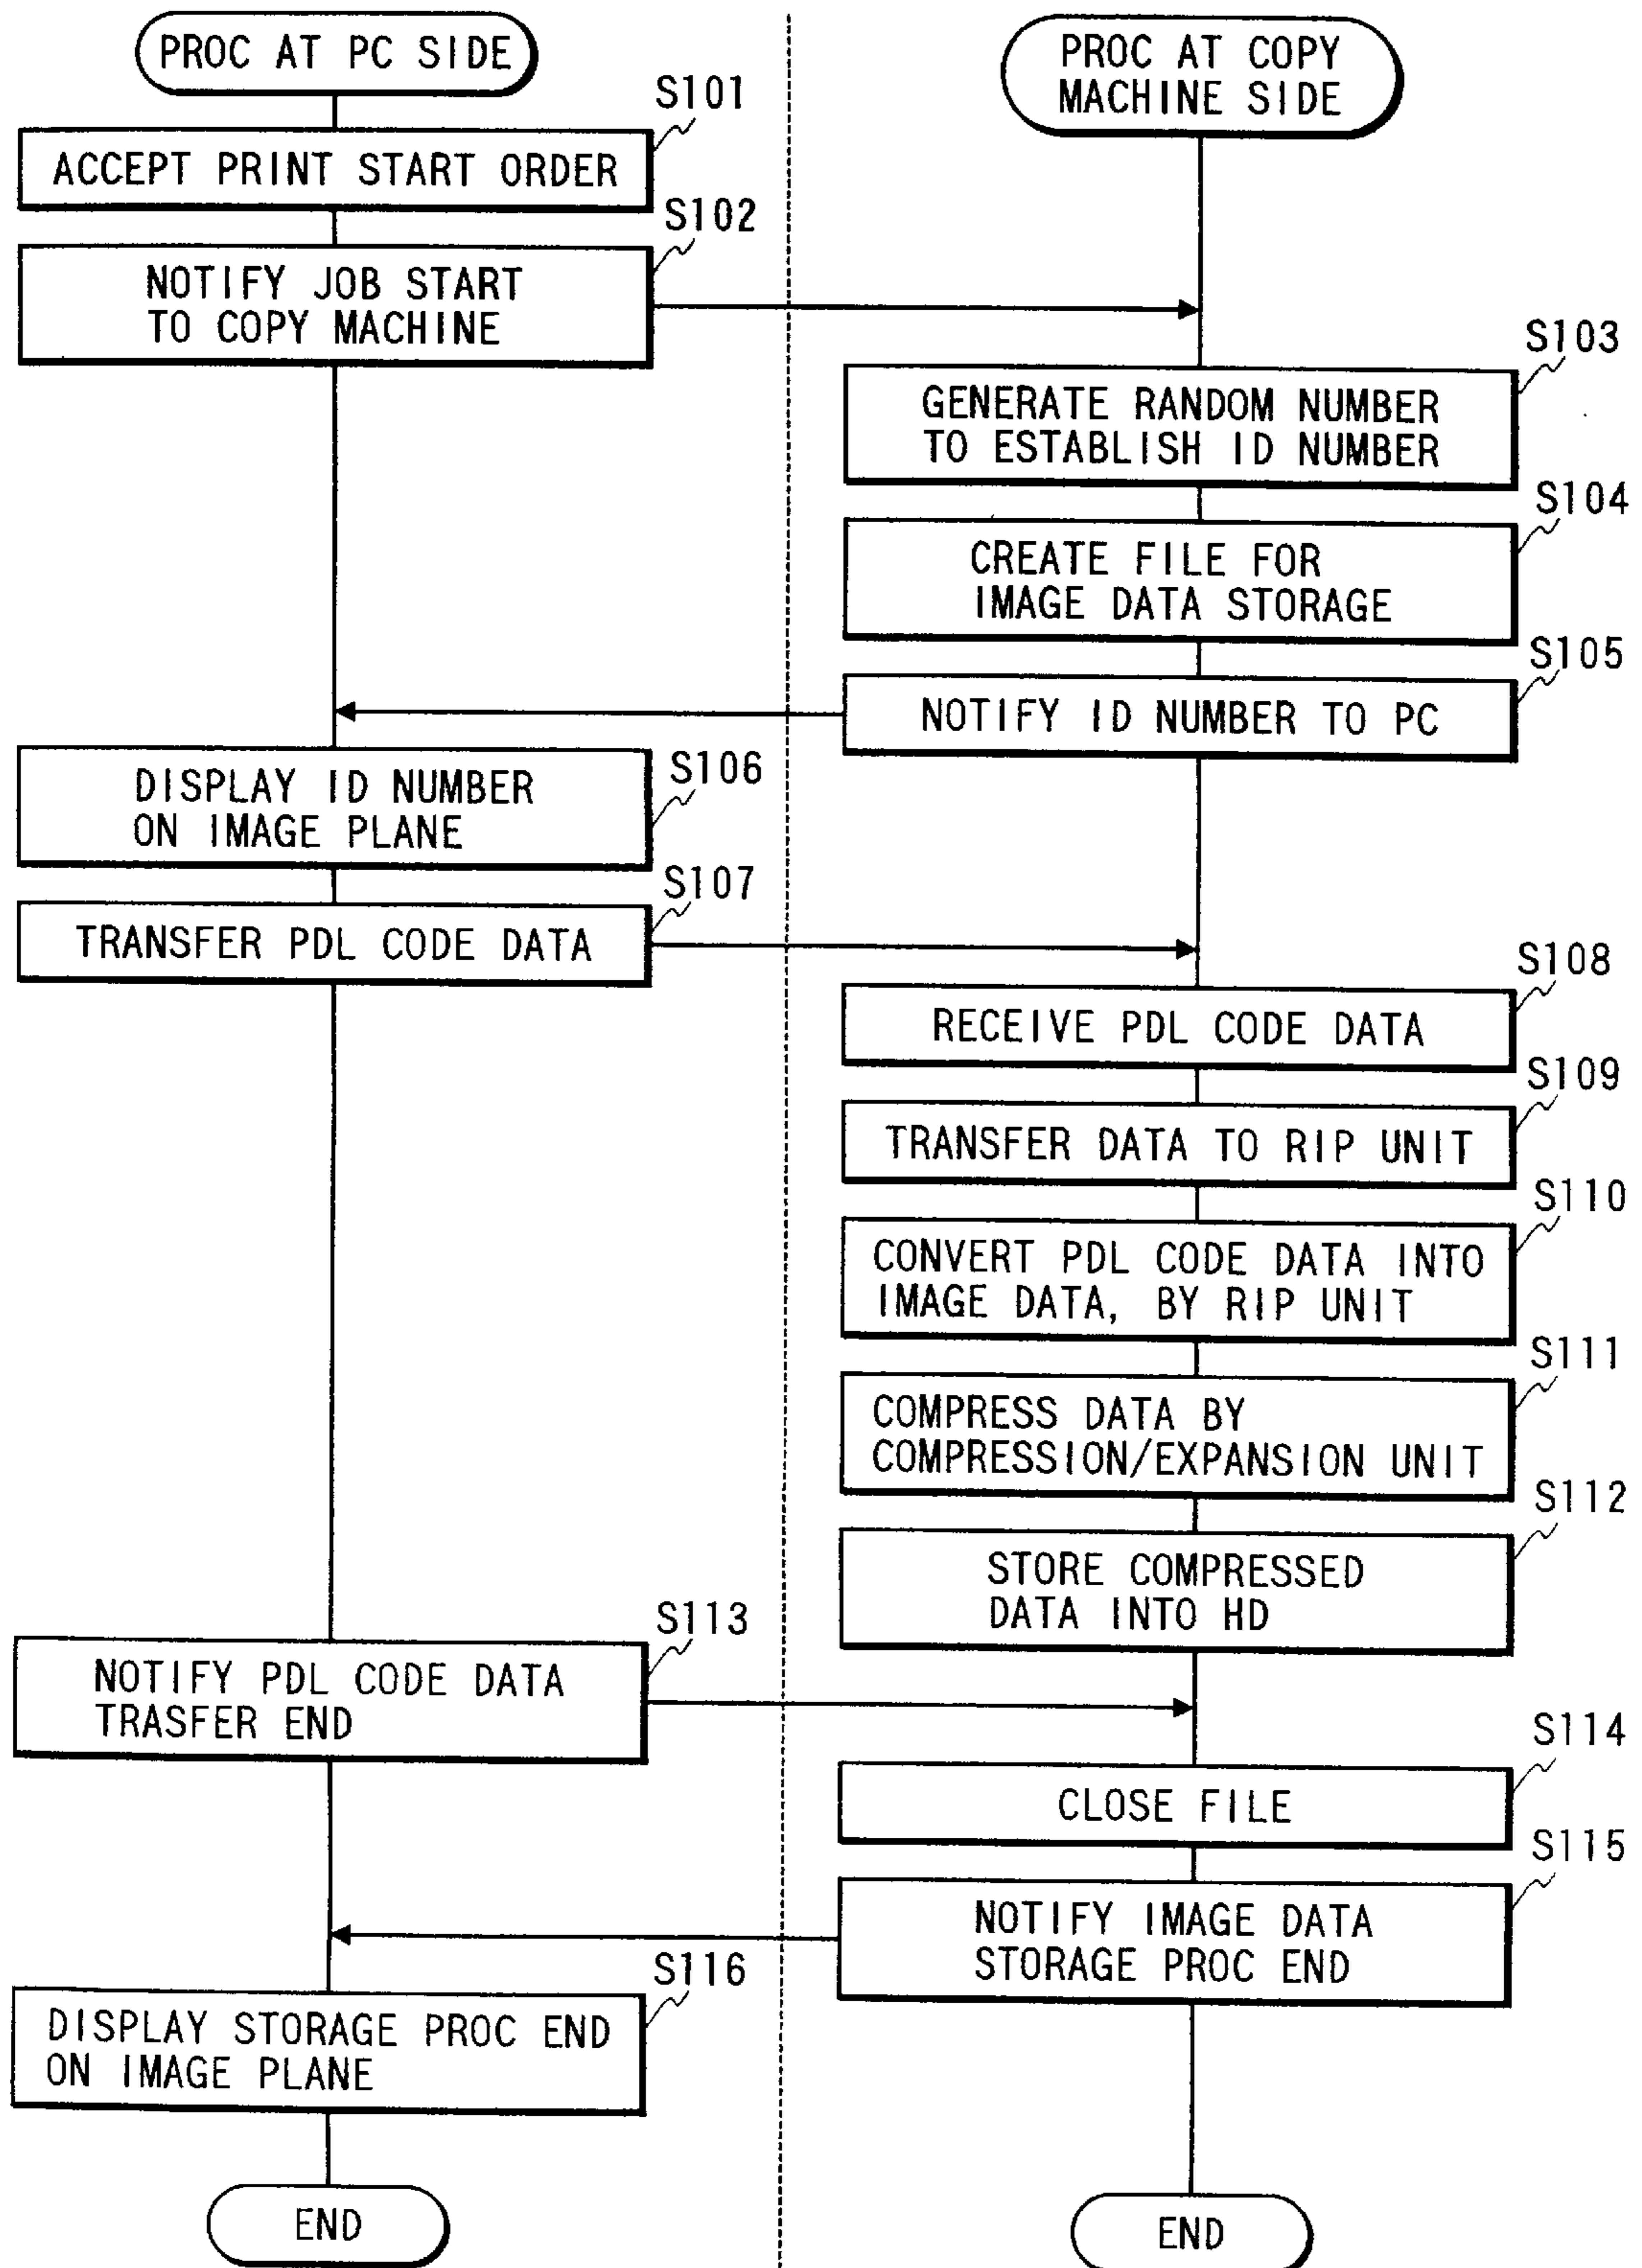 PROC AT PC SIDE
PROC AT COPY
MACHINE SIDE
S101
ACCEPT PRINT START ORDER
S102
NOTIFY JOB START
TO COPY MACHINE
S103
GENERATE RANDOM NUMBER
TO ESTABLISH ID NUMBER
S104
CREATE FILE FOR
IMAGE DATA STORAGE
S105
NOTIFY ID NUMBER TO PC
S106
DISPLAY ID NUMBER
ON IMAGE PLANE
S107
TRANSFER PDL CODE DATA
S108
RECEIVE PDL CODE DATA
S109
TRANSFER DATA TO RIP UNIT
S110
CONVERT PDL CODE DATA INTO
IMAGE DATA, BY RIP UNIT
S111
COMPRESS DATA BY
COMPRESSION/EXPANSION UNIT
S112
STORE COMPRESSED
DATA INTO HD
S113
NOTIFY PDL CODE DATA
TRASFER END
S114
CLOSE FILE
S115
NOTIFY IMAGE DATA
STORAGE PROC END
S116
DISPLAY STORAGE PROC END
ON IMAGE PLANE
END
END